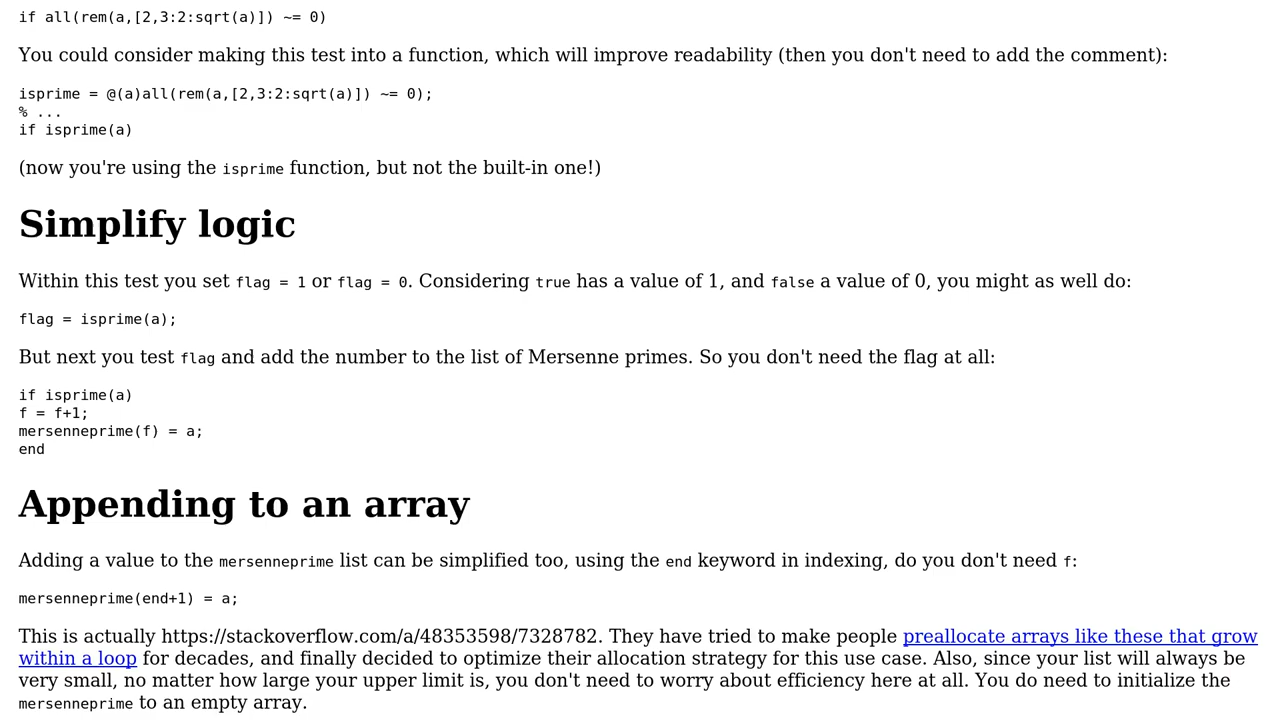 if all(rem(a,[2,3:2:sqrt(a)]) ~= 0)
You could consider making this test into a function, which will improve readability (then you don't need to add the comment):
isprime = @(a)all(rem(a,[2,3:2:sqrt(a)]) ~= 0);
% ...
if isprime(a)
(now you're using the isprime function, but not the built-in one!)
Simplify logic
Within this test you set flag = 1 or flag = 0. Considering true has a value of 1, and false a value of 0, you might as well do:
flag = isprime(a);
But next you test flag and add the number to the list of Mersenne primes. So you don't need the flag at all:
if isprime(a)
f = f+1;
mersenneprime(f) = a;
end
Appending to an array
Adding a value to the mersenneprime list can be simplified too, using the end keyword in indexing, do you don't need f:
mersenneprime(end+1) = a;
This is actually https://stackoverflow.com/a/48353598/7328782. They have tried to make people preallocate arrays like these that grow
within a loop for decades, and finally decided to optimize their allocation strategy for this use case. Also, since your list will always be
very small, no matter how large your upper limit is, you don't need to worry about efficiency here at all. You do need to initialize the
mersenneprime to an empty array.